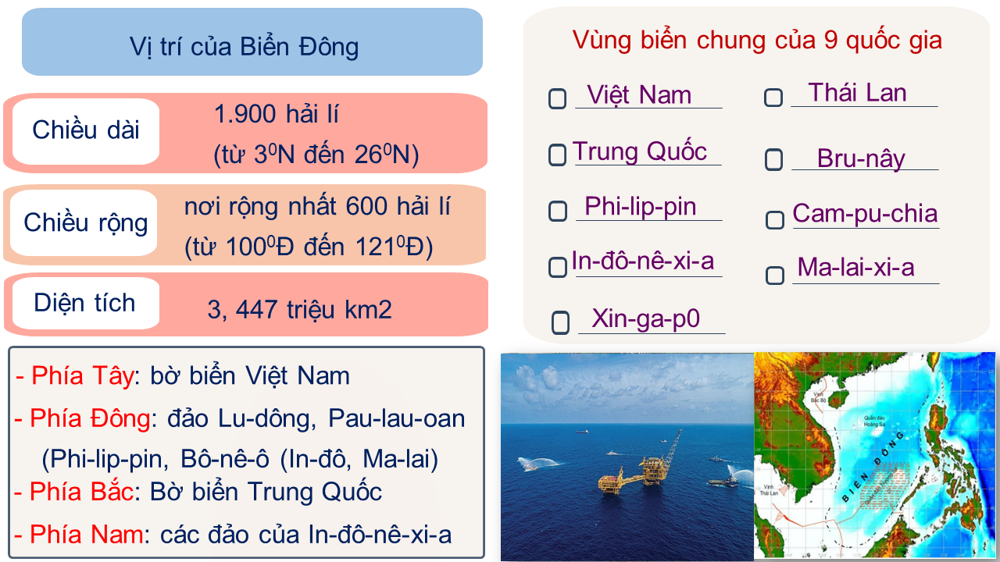 Vị trí của Biển Đông
Chiều dài
1.900 hải lí
(từ 3⁰N đến 26⁰N)
Chiều rộng
nơi rộng nhất 600 hải lí
(từ 100⁰Đ đến 121⁰Đ)
Diện tích
3, 447 triệu km2
- Phía Tây: bờ biển Việt Nam
- Phía Đông: đảo Lu-dông, Pau-lau-oan
(Phi-lip-pin, Bô-nê-ô (In-đô, Ma-lai)
- Phía Bắc: Bờ biển Trung Quốc
- Phía Nam: các đảo của In-đô-nê-xi-a
Vùng biển chung của 9 quốc gia
Việt Nam
Thái Lan
Trung Quốc
Bru-nây
Phi-lip-pin
Cam-pu-chia
In-đô-nê-xi-a
Ma-lai-xi-a
Xin-ga-p0
Vịnh
Bắc Bộ
Quần đảo
Hoàng Sa
BIỂN ĐÔNG
Vịnh
Thái Lan